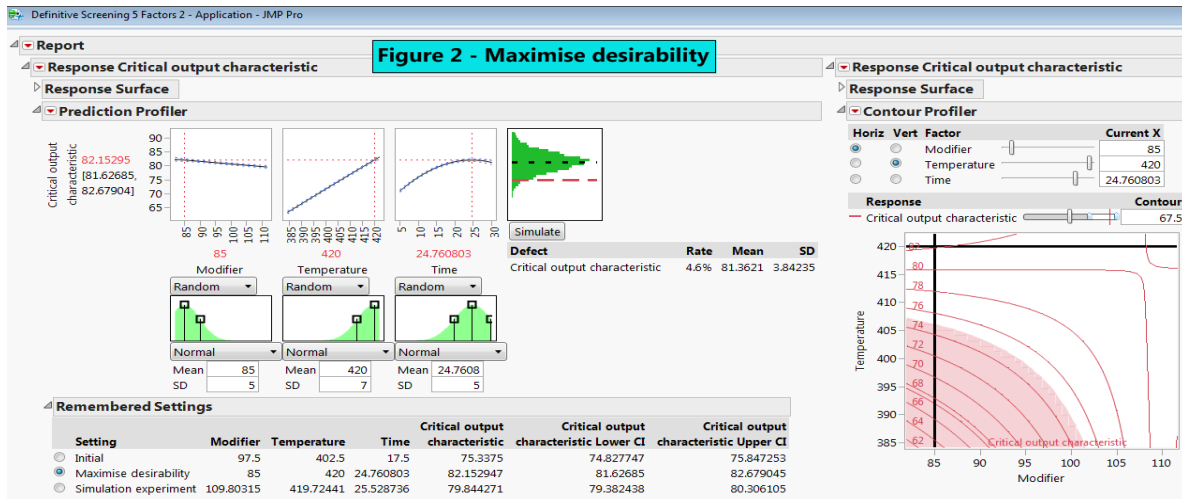 Definitive Screening 5 Factors 2 - Application - JMP Pro
Report
Figure 2 - Maximise desirability
Response Critical output characteristic
Response Surface
Prediction Profiler
Critical output
characteristic
82.15295
[81.62685,
82.67904]
90
85
80
75
70
65
85 90 95 100 105 110
385 390 395 400 405 410 415 420
5 10 15 20 25 30
85 420 24.760803
Modifier Temperature Time
Random Random Random
Normal Normal Normal
Mean 85 Mean 420 Mean 24.7608
SD 5 SD 7 SD 5
Simulate
Defect Rate Mean SD
Critical output characteristic 4.6% 81.3621 3.84235
Remembered Settings
Critical output Critical output Critical output
Setting Modifier Temperature Time characteristic characteristic Lower CI characteristic Upper CI
Initial 97.5 402.5 17.5 75.3375 74.827747 75.847253
Maximise desirability 85 420 24.760803 82.152947 81.62685 82.679045
Simulation experiment 109.80315 419.72441 25.528736 79.844271 79.382438 80.306105
Response Critical output characteristic
Response Surface
Contour Profiler
Horiz Vert Factor Current X
Modifier 85
Temperature 420
Time 24.760803
Response Contour
Critical output characteristic 67.5
Temperature
420
415
410
405
400
395
390
385
82
80
78
76
74
72
70
68
66
64
62
Critical output characteristic
85 90 95 100 105 110
Modifier